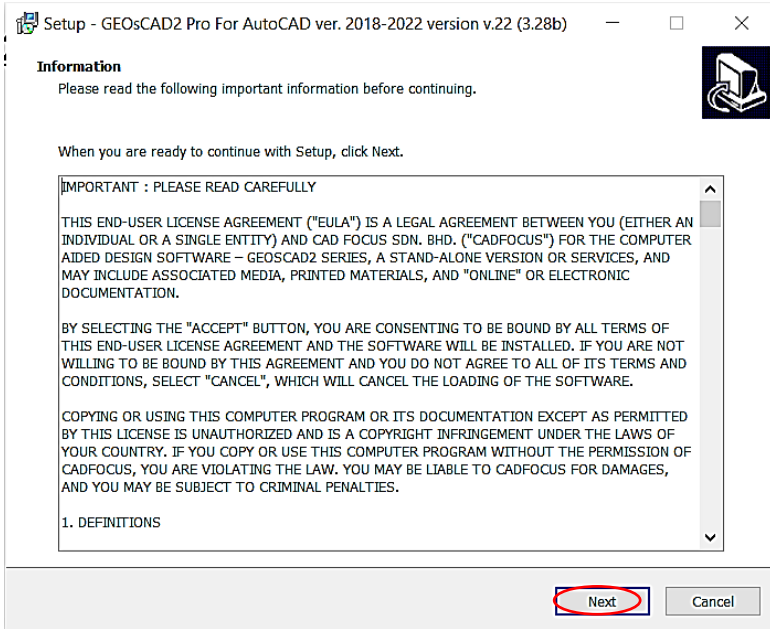 Setup - GEOsCAD2 Pro For AutoCAD ver. 2018-2022 version v.22 (3.28b)
Information
Please read the following important information before continuing.
When you are ready to continue with Setup, click Next.
IMPORTANT : PLEASE READ CAREFULLY
THIS END-USER LICENSE AGREEMENT ("EULA") IS A LEGAL AGREEMENT BETWEEN YOU (EITHER AN
INDIVIDUAL OR A SINGLE ENTITY) AND CAD FOCUS SDN. BHD. ("CADFOCUS") FOR THE COMPUTER
AIDED DESIGN SOFTWARE – GEOSCAD2 SERIES, A STAND-ALONE VERSION OR SERVICES, AND
MAY INCLUDE ASSOCIATED MEDIA, PRINTED MATERIALS, AND "ONLINE" OR ELECTRONIC
DOCUMENTATION.
BY SELECTING THE "ACCEPT" BUTTON, YOU ARE CONSENTING TO BE BOUND BY ALL TERMS OF
THIS END-USER LICENSE AGREEMENT AND THE SOFTWARE WILL BE INSTALLED. IF YOU ARE NOT
WILLING TO BE BOUND BY THIS AGREEMENT AND YOU DO NOT AGREE TO ALL OF ITS TERMS AND
CONDITIONS, SELECT "CANCEL", WHICH WILL CANCEL THE LOADING OF THE SOFTWARE.
COPYING OR USING THIS COMPUTER PROGRAM OR ITS DOCUMENTATION EXCEPT AS PERMITTED
BY THIS LICENSE IS UNAUTHORIZED AND IS A COPYRIGHT INFRINGEMENT UNDER THE LAWS OF
YOUR COUNTRY. IF YOU COPY OR USE THIS COMPUTER PROGRAM WITHOUT THE PERMISSION OF
CADFOCUS, YOU ARE VIOLATING THE LAW. YOU MAY BE LIABLE TO CADFOCUS FOR DAMAGES,
AND YOU MAY BE SUBJECT TO CRIMINAL PENALTIES.
1. DEFINITIONS
Next
Cancel